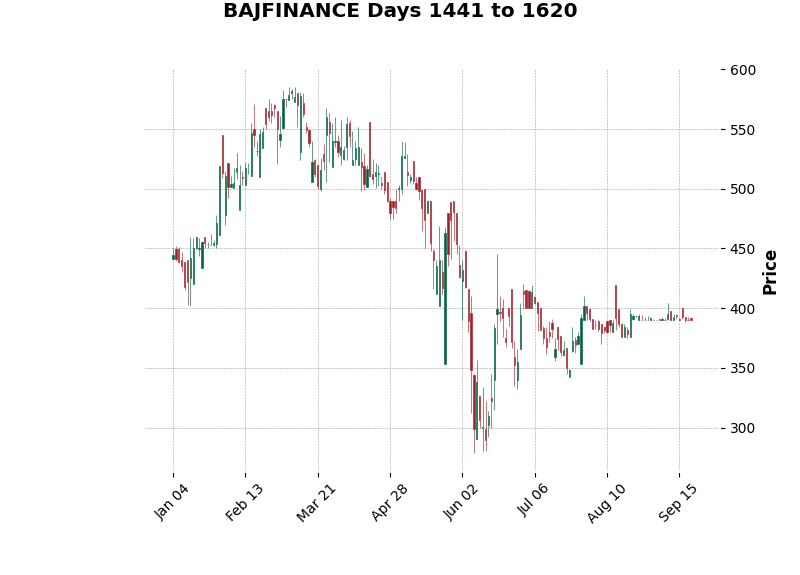 BAJFINANCE Days 1441 to 1620
600
550
500
450
400
350
300
Price
Jan 04
Feb 13
Mar 21
Apr 28
Jun 02
Jul 06
Aug 10
Sep 15